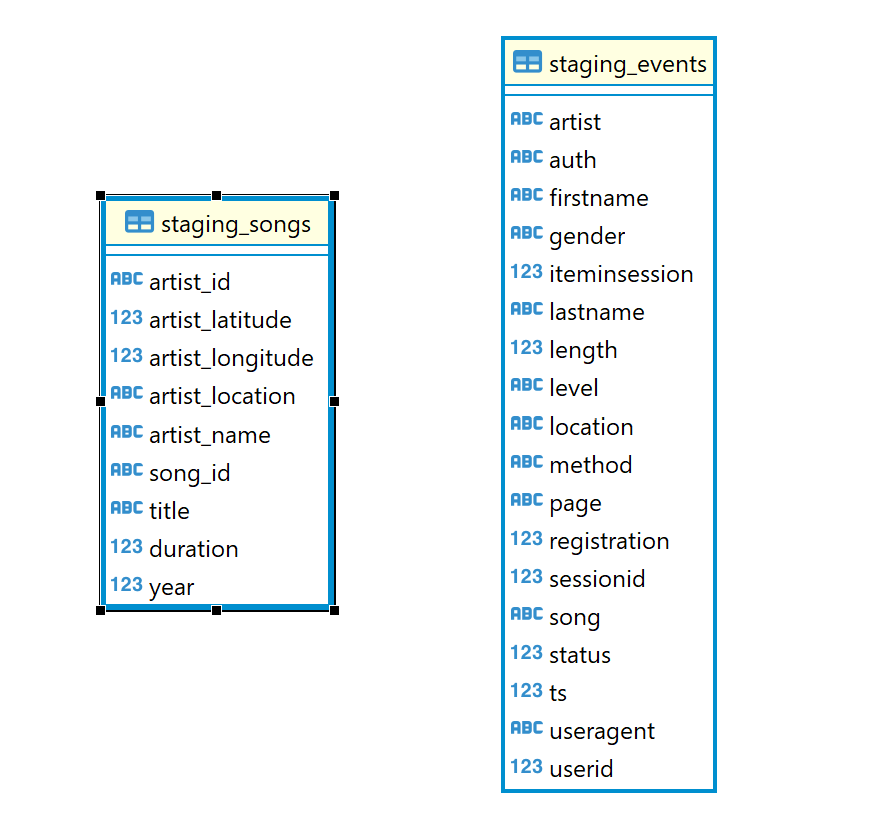 staging_songs
ABC artist_id
123 artist_latitude
123 artist_longitude
ABC artist_location
ABC artist_name
ABC song_id
ABC title
123 duration
123 year
staging_events
ABC artist
ABC auth
ABC firstname
ABC gender
123 iteminsession
ABC lastname
123 length
ABC level
ABC location
ABC method
ABC page
123 registration
123 sessionid
ABC song
123 status
123 ts
ABC useragent
123 userid